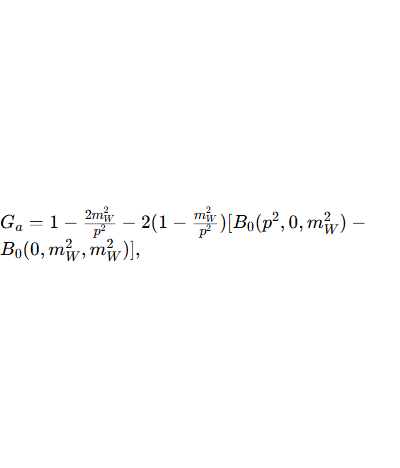 $G_a = 1 - \frac{2m_W^2}{p^2} - 2(1 - \frac{m_W^2}{p^2})[B_0(p^2, 0, m_W^2) -$
$B_0(0, m_W^2, m_W^2)],$